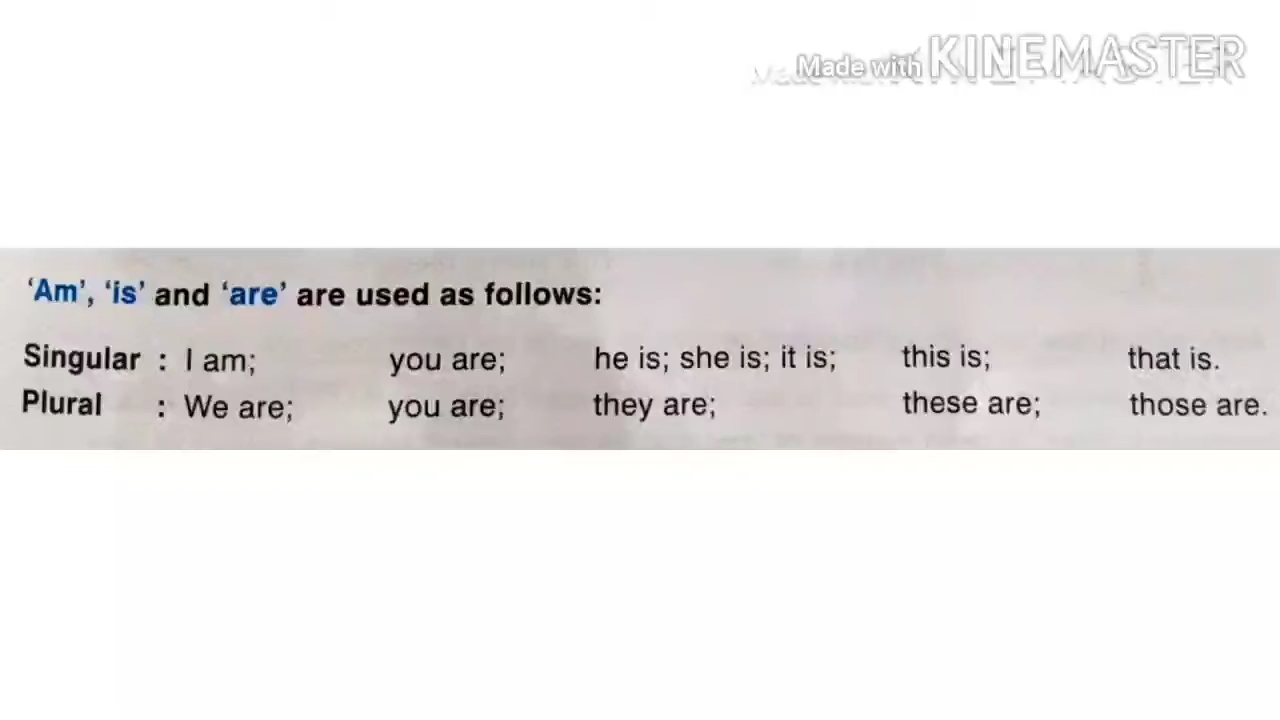 Made with KINEMASTER
‘Am’, ‘is’ and ‘are’ are used as follows:
Singular : I am; you are; he is; she is; it is; this is; that is.
Plural : We are; you are; they are; these are; those are.